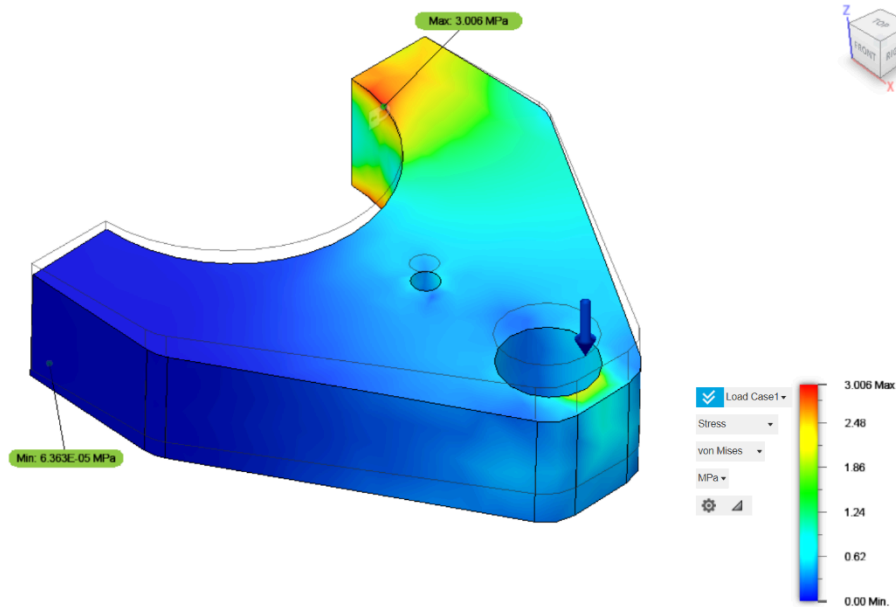 Max: 3.006 MPa
Z
TOP
FRONT
RIG
X
Min: 6.363E-05 MPa
Load Case1
Stress
von Mises
MPa
3.006 Max
2.48
1.86
1.24
0.62
0.00 Min.